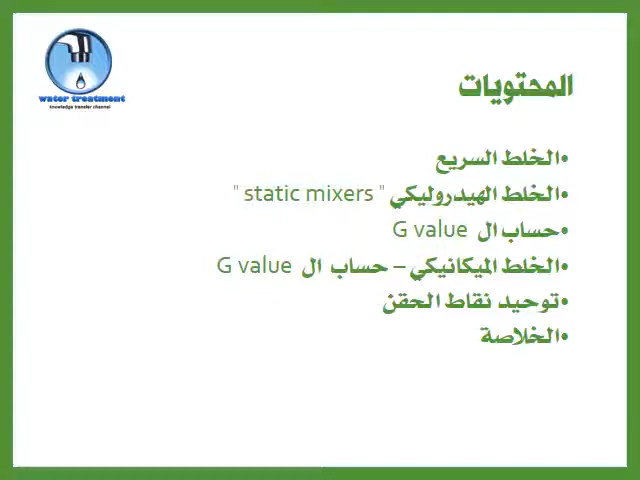 water treatment
knowledge transfer channel
المحتويات
•الخلط السريع
•الخلط الهيدروليكي " static mixers "
•حساب ال G value
•الخلط الميكانيكي – حساب ال G value
•توحيد نقاط الحقن
•الخلاصة